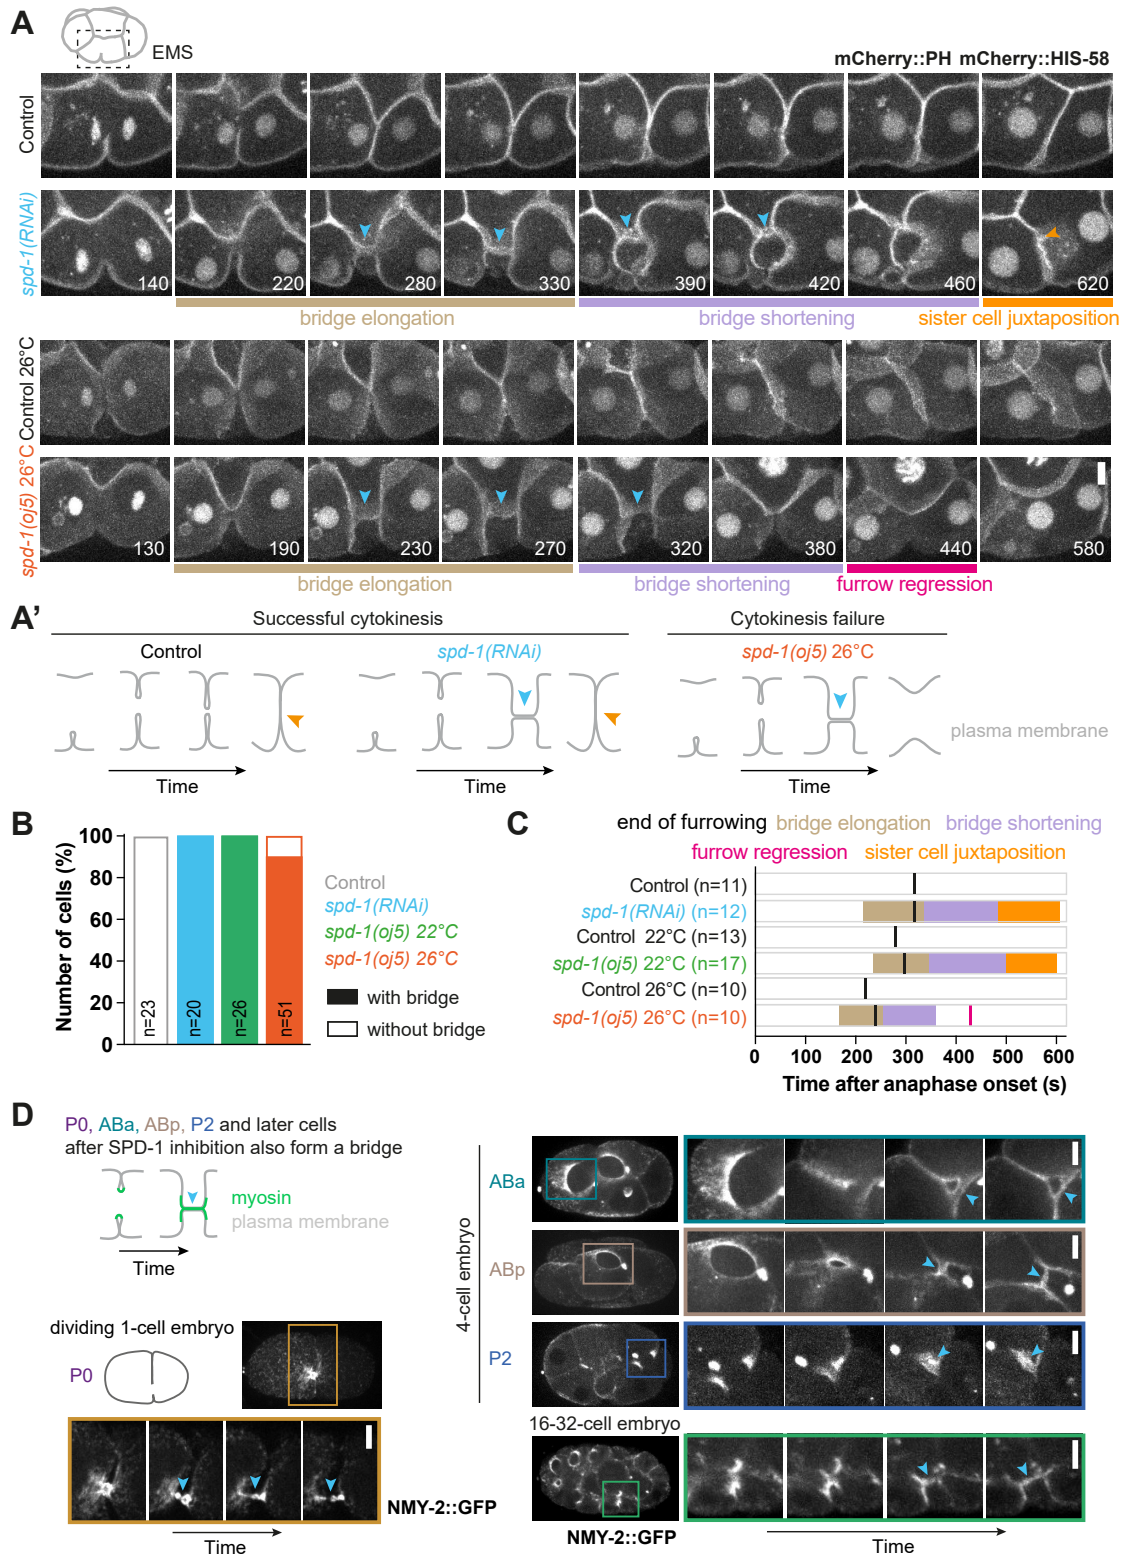 A
EMS
mCherry::PH mCherry::HIS-58
Control
spd-1(RNAi)
140 220 280 330 390 420 460 620
bridge elongation bridge shortening sister cell juxtaposition
Control 26°C
spd-1(oj5) 26°C
130 190 230 270 320 380 440 580
bridge elongation bridge shortening furrow regression
A'
Successful cytokinesis Cytokinesis failure
Control spd-1(RNAi) spd-1(oj5) 26°C
plasma membrane
Time Time Time
B
Number of cells (%)
100
80
60
40
20
0
n=23 n=20 n=26 n=51
Control
spd-1(RNAi)
spd-1(oj5) 22°C
spd-1(oj5) 26°C
with bridge
without bridge
C
end of furrowing bridge elongation bridge shortening
furrow regression sister cell juxtaposition
Control (n=11)
spd-1(RNAi) (n=12)
Control 22°C (n=13)
spd-1(oj5) 22°C (n=17)
Control 26°C (n=10)
spd-1(oj5) 26°C (n=10)
0 100 200 300 400 500 600
Time after anaphase onset (s)
D
P0, ABa, ABp, P2 and later cells
after SPD-1 inhibition also form a bridge
myosin
plasma membrane
Time
dividing 1-cell embryo
P0
NMY-2::GFP
Time
4-cell embryo
ABa
ABp
P2
16-32-cell embryo
NMY-2::GFP
Time